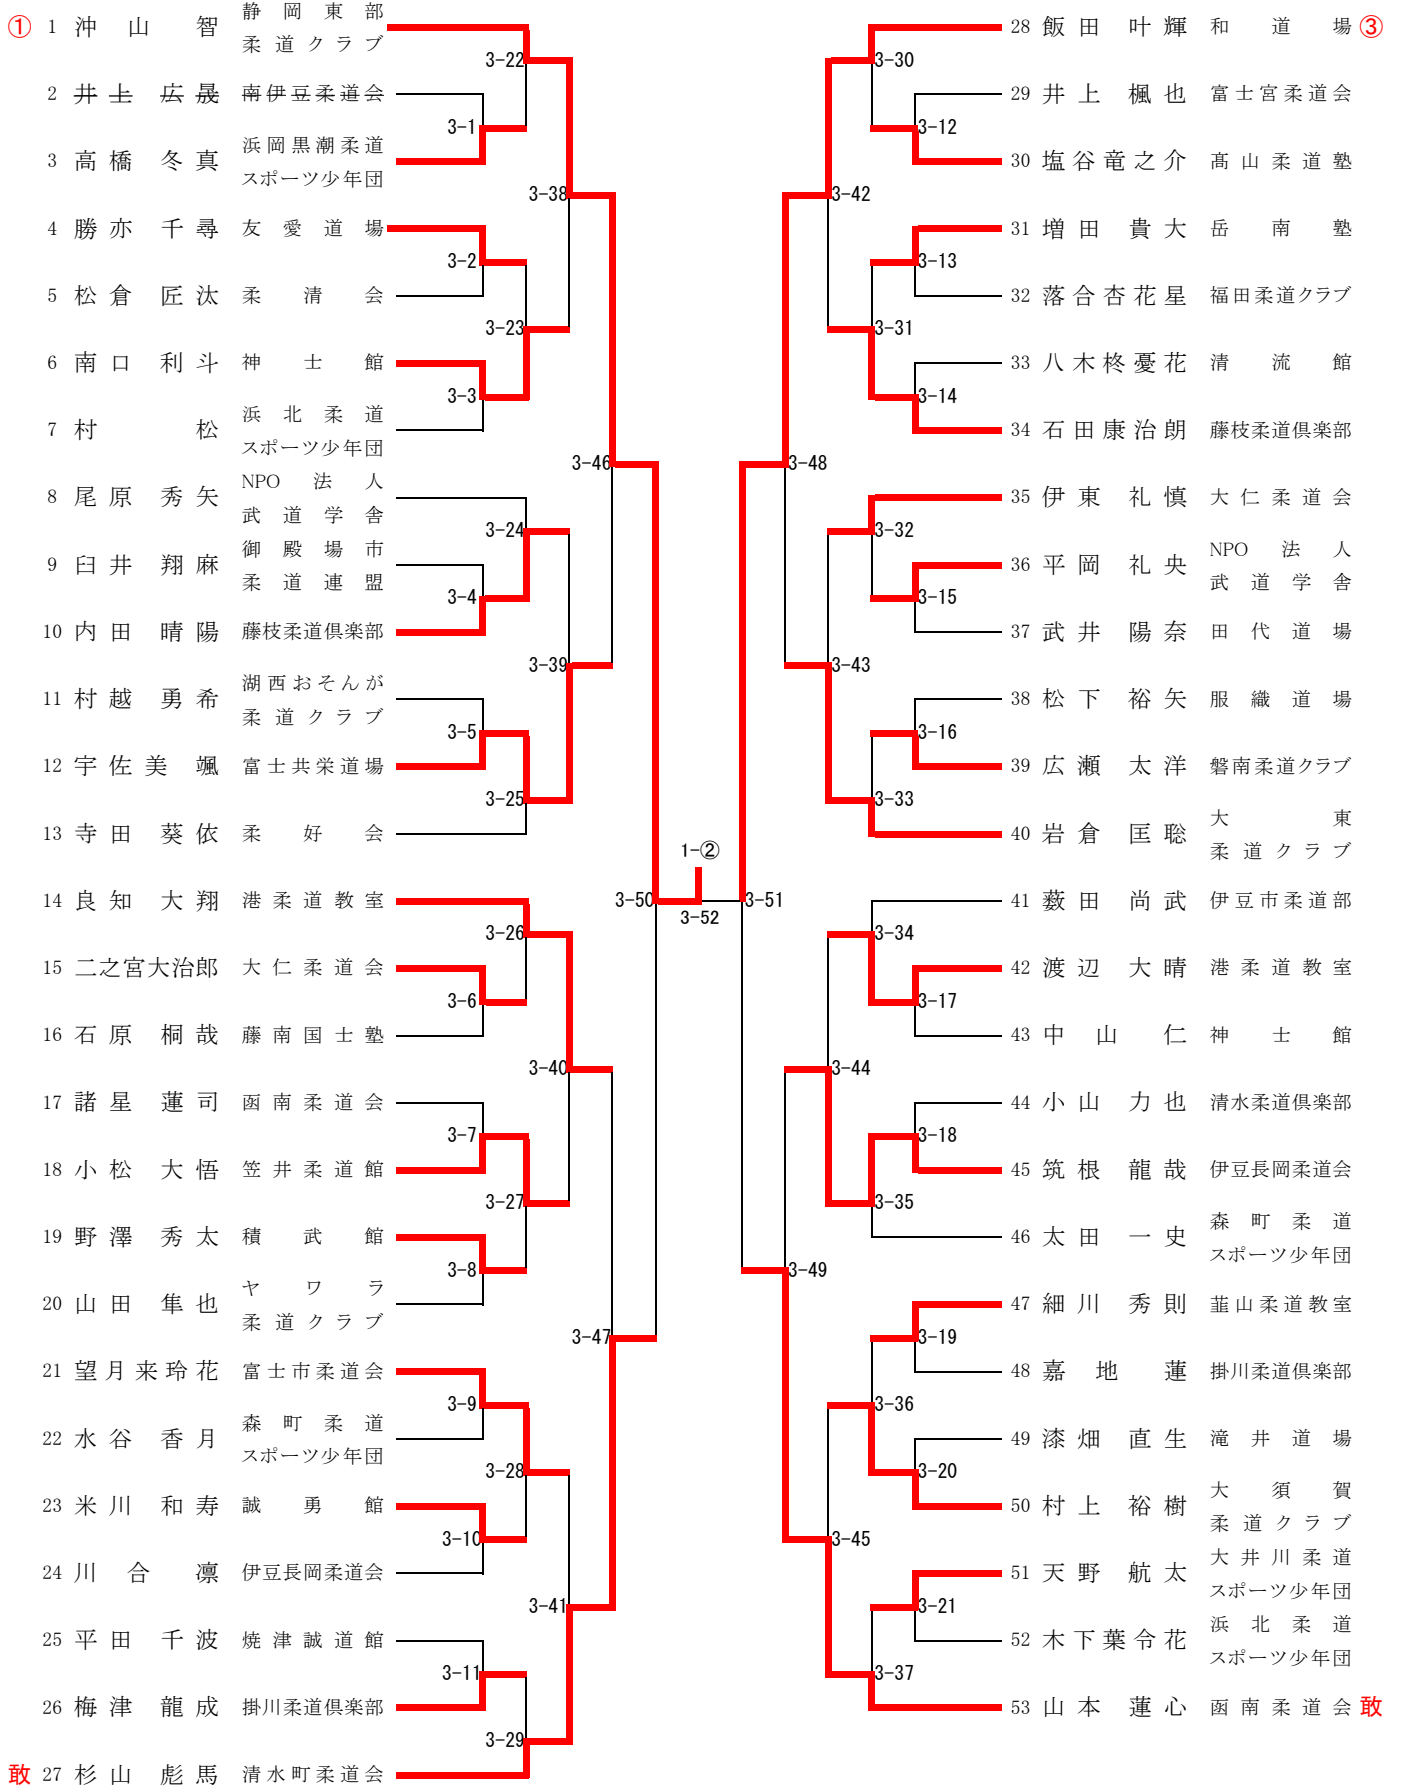 ① 1 沖山智 静岡東部柔道クラブ
2 井上広晟 南伊豆柔道会
3 高橋冬真 浜岡黒潮柔道スポーツ少年団
4 勝亦千尋 友愛道場
5 松倉匠汰 柔清会
6 南口利斗 神士館
7 村松 浜北柔道スポーツ少年団
8 尾原秀矢 NPO法人武道学舎
9 臼井翔麻 御殿場市柔道連盟
10 内田晴陽 藤枝柔道倶楽部
11 村越勇希 湖西おそんが柔道クラブ
12 宇佐美颯 富士共栄道場
13 寺田葵依 柔好会
14 良知大翔 港柔道教室
15 二之宮大治郎 大仁柔道会
16 石原桐哉 藤南国士塾
17 諸星蓮司 函南柔道会
18 小松大悟 笠井柔道館
19 野澤秀太 積武館
20 山田隼也 ヤワラ柔道クラブ
21 望月来玲花 富士市柔道会
22 水谷香月 森町柔道スポーツ少年団
23 米川和寿 誠勇館
24 川合凛 伊豆長岡柔道会
25 平田千波 焼津誠道館
26 梅津龍成 掛川柔道倶楽部
敢 27 杉山彪馬 清水町柔道会
3-1
3-2
3-3
3-4
3-5
3-6
3-7
3-8
3-9
3-10
3-11
3-22
3-23
3-24
3-25
3-26
3-27
3-28
3-29
3-38
3-39
3-40
3-41
3-46
3-47
3-50
1-②
3-52
3-51
3-48
3-49
3-42
3-43
3-44
3-45
3-30
3-31
3-32
3-33
3-34
3-35
3-36
3-37
3-12
3-13
3-14
3-15
3-16
3-17
3-18
3-19
3-20
3-21
28 飯田叶輝 和道場 ③
29 井上楓也 富士宮柔道会
30 塩谷竜之介 髙山柔道塾
31 増田貴大 岳南塾
32 落合杏花星 福田柔道クラブ
33 八木柊憂花 清流館
34 石田康治朗 藤枝柔道倶楽部
35 伊東礼慎 大仁柔道会
36 平岡礼央 NPO法人武道学舎
37 武井陽奈 田代道場
38 松下裕矢 服織道場
39 広瀬太洋 磐南柔道クラブ
40 岩倉匡聡 大東柔道クラブ
41 薮田尚武 伊豆市柔道部
42 渡辺大晴 港柔道教室
43 中山仁 神士館
44 小山力也 清水柔道倶楽部
45 筑根龍哉 伊豆長岡柔道会
46 太田一史 森町柔道スポーツ少年団
47 細川秀則 韮山柔道教室
48 嘉地蓮 掛川柔道倶楽部
49 漆畑直生 滝井道場
50 村上裕樹 大須賀柔道クラブ
51 天野航太 大井川柔道スポーツ少年団
52 木下葉令花 浜北柔道スポーツ少年団
53 山本蓮心 函南柔道会 敢